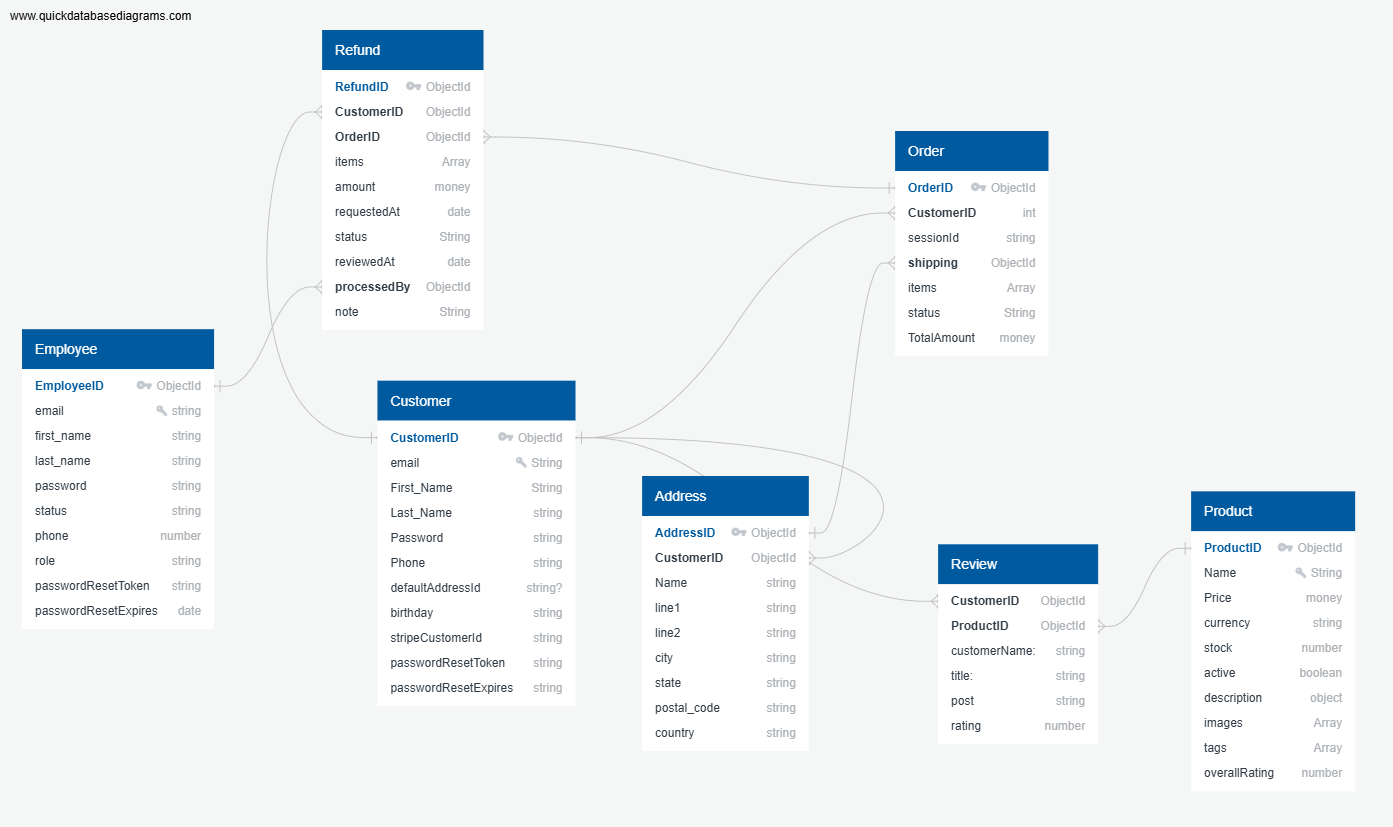 www.quickdatabasediagrams.com
Refund
RefundID ObjectId
CustomerID ObjectId
OrderID ObjectId
items Array
amount money
requestedAt date
status String
reviewedAt date
processedBy ObjectId
note String
Order
OrderID ObjectId
CustomerID int
sessionId string
shipping ObjectId
items Array
status String
TotalAmount money
Employee
EmployeeID ObjectId
email string
first_name string
last_name string
password string
status string
phone number
role string
passwordResetToken string
passwordResetExpires date
Customer
CustomerID ObjectId
email String
First_Name String
Last_Name string
Password string
Phone string
defaultAddressId string?
birthday string
stripeCustomerId string
passwordResetToken string
passwordResetExpires string
Address
AddressID ObjectId
CustomerID ObjectId
Name string
line1 string
line2 string
city string
state string
postal_code string
country string
Review
CustomerID ObjectId
ProductID ObjectId
customerName: string
title: string
post string
rating number
Product
ProductID ObjectId
Name String
Price money
currency string
stock number
active boolean
description object
images Array
tags Array
overallRating number